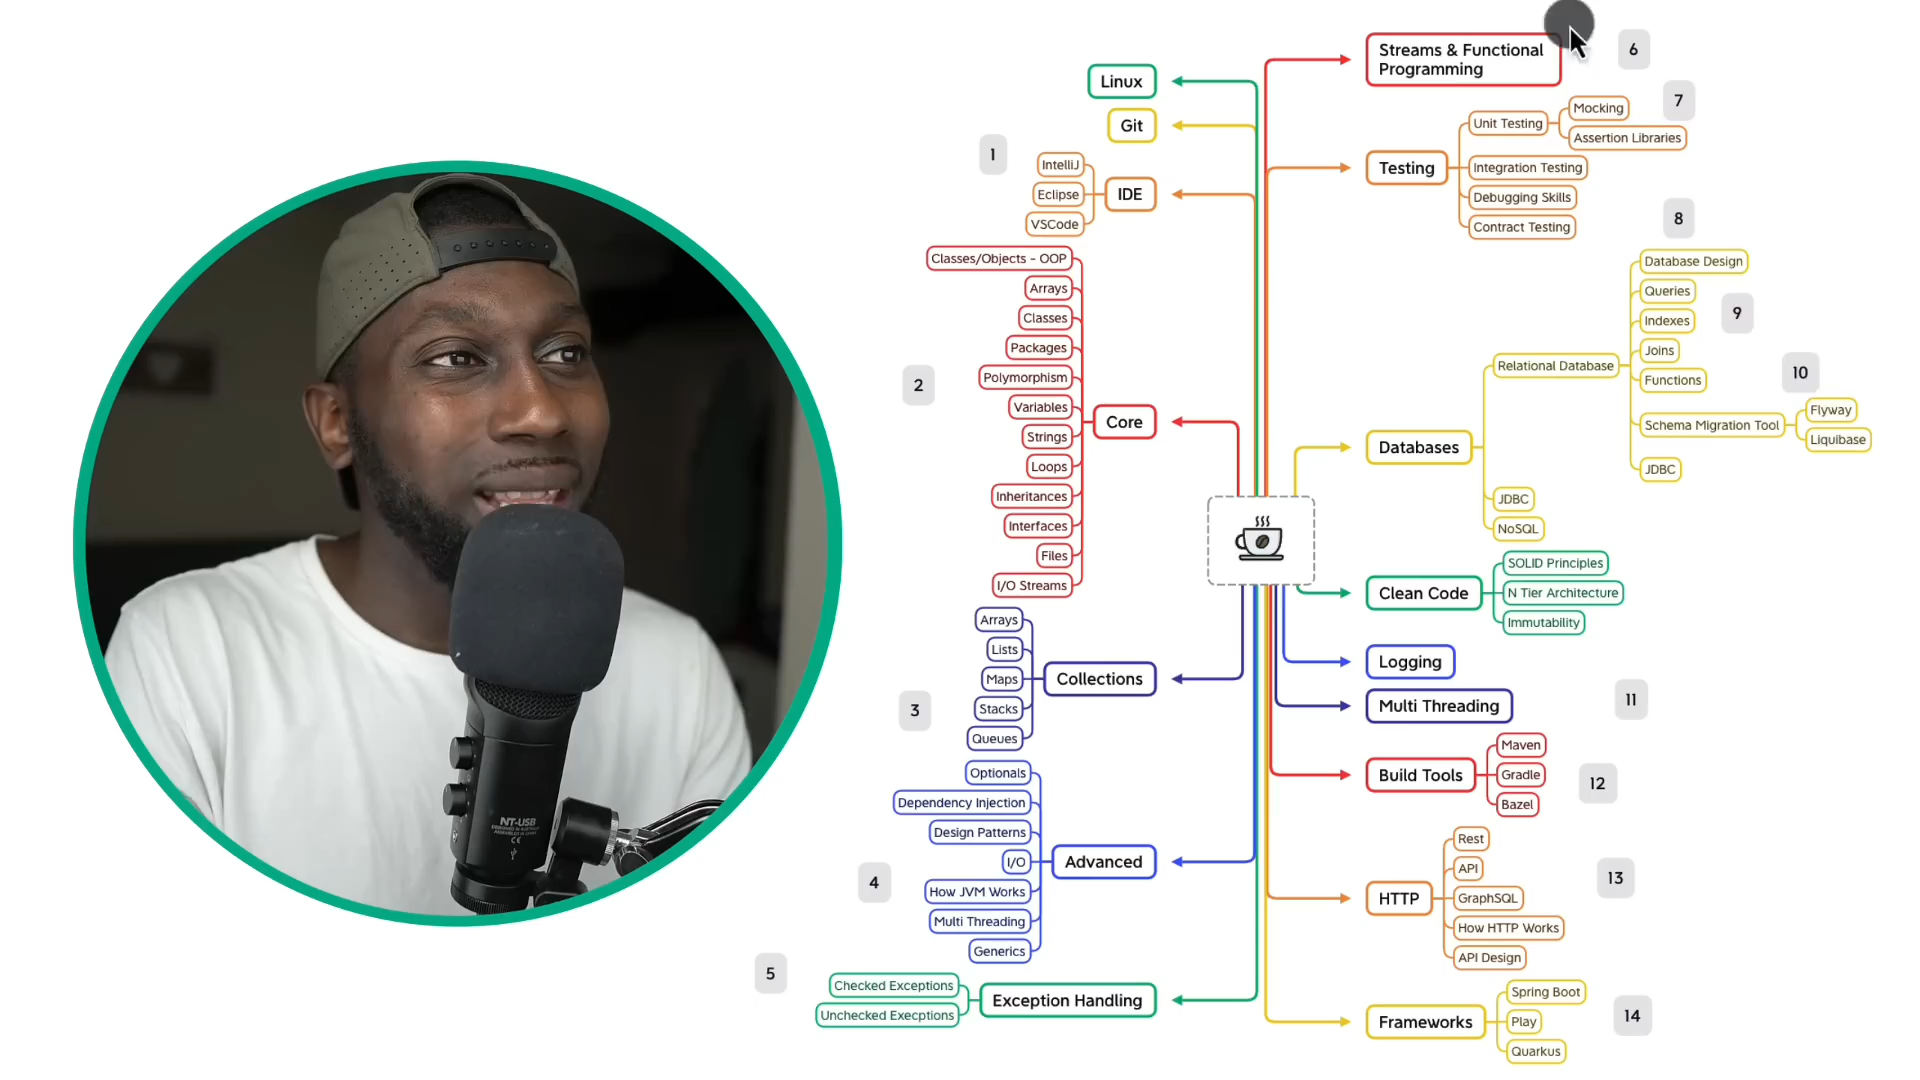 Linux
Git
1
IntelliJ
Eclipse
VSCode
IDE
Classes/Objects - OOP
Arrays
Classes
Packages
Polymorphism
Variables
Strings
Loops
Inheritances
Interfaces
Files
I/O Streams
2
Core
Arrays
Lists
Maps
Stacks
Queues
3
Collections
Optionals
Dependency Injection
Design Patterns
I/O
How JVM Works
Multi Threading
Generics
4
Advanced
5
Checked Exceptions
Unchecked Execptions
Exception Handling
Streams & Functional
Programming
6
7
Testing
Unit Testing
Mocking
Assertion Libraries
Integration Testing
Debugging Skills
Contract Testing
8
Databases
Relational Database
Database Design
Queries
Indexes
9
Joins
Functions
10
Schema Migration Tool
Flyway
Liquibase
JDBC
JDBC
NoSQL
Clean Code
SOLID Principles
N Tier Architecture
Immutability
Logging
Multi Threading
11
Build Tools
Maven
Gradle
Bazel
12
HTTP
Rest
API
GraphSQL
How HTTP Works
API Design
13
Frameworks
Spring Boot
Play
Quarkus
14
NT-USB